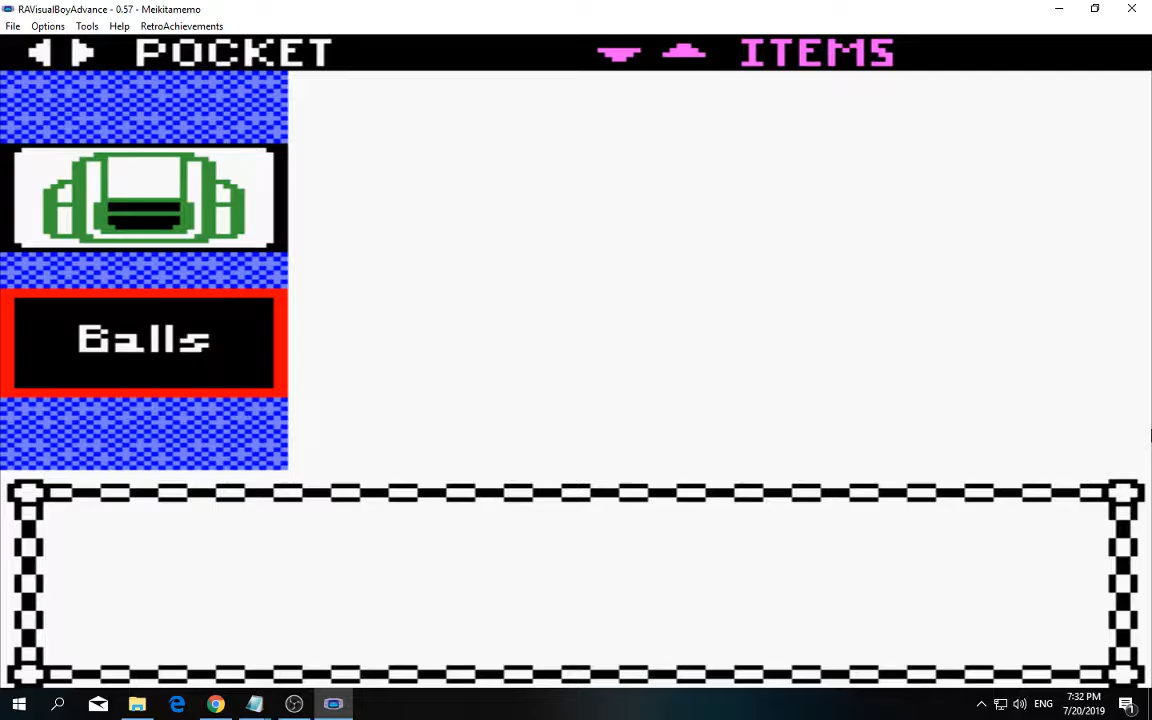 RAVisualBoyAdvance - 0.57 - Meikitamemo
File Options Tools Help RetroAchievements
POCKET ITEMS
Balls
ENG
7:32 PM
7/20/2019
1